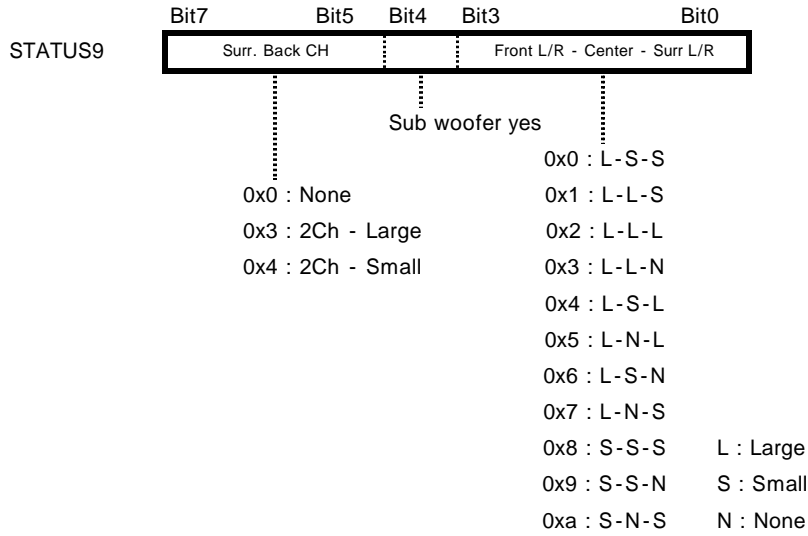 Bit7 Bit5 Bit4 Bit3 Bit0
STATUS9 Surr. Back CH Front L/R - Center - Surr L/R
Sub woofer yes
0x0 : L-S-S
0x0 : None 0x1 : L-L-S
0x3 : 2Ch - Large 0x2 : L-L-L
0x4 : 2Ch - Small 0x3 : L-L-N
0x4 : L-S-L
0x5 : L-N-L
0x6 : L-S-N
0x7 : L-N-S
0x8 : S-S-S L : Large
0x9 : S-S-N S : Small
0xa : S-N-S N : None